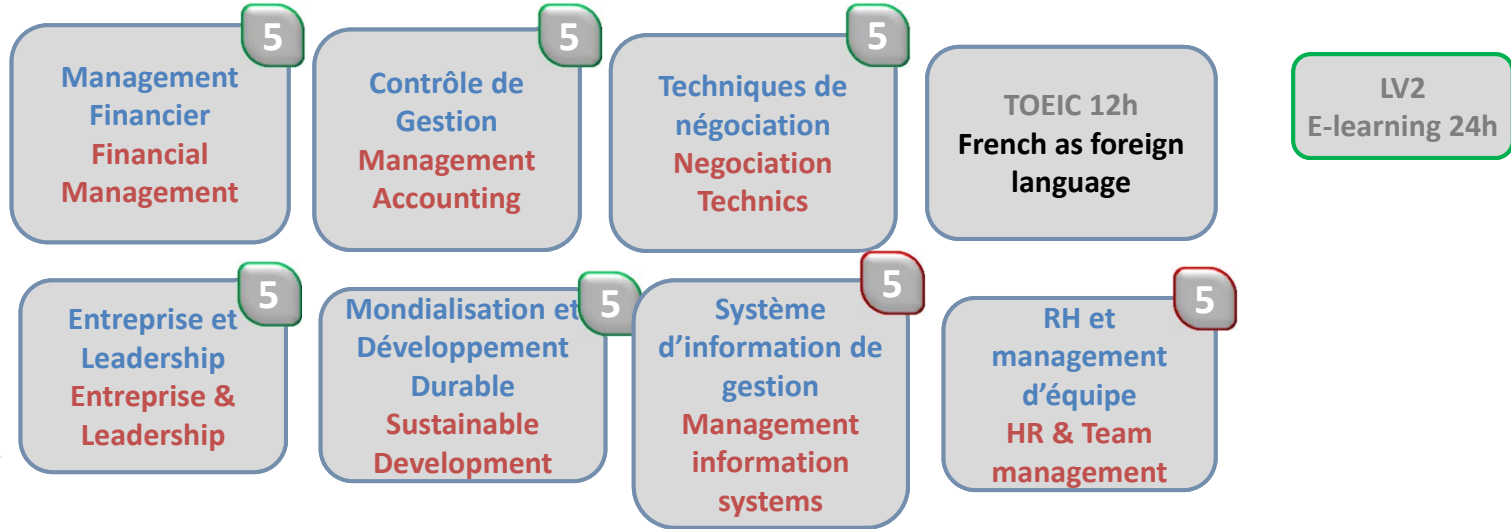 5
Management
Financier
Financial
Management
5
Contrôle de
Gestion
Management
Accounting
5
Techniques de
négociation
Negociation
Technics
TOEIC 12h
French as foreign
language
LV2
E-learning 24h
5
Entreprise et
Leadership
Entreprise &
Leadership
5
Mondialisation et
Développement
Durable
Sustainable
Development
5
Système
d’information de
gestion
Management
information
systems
5
RH et
management
d’équipe
HR & Team
management